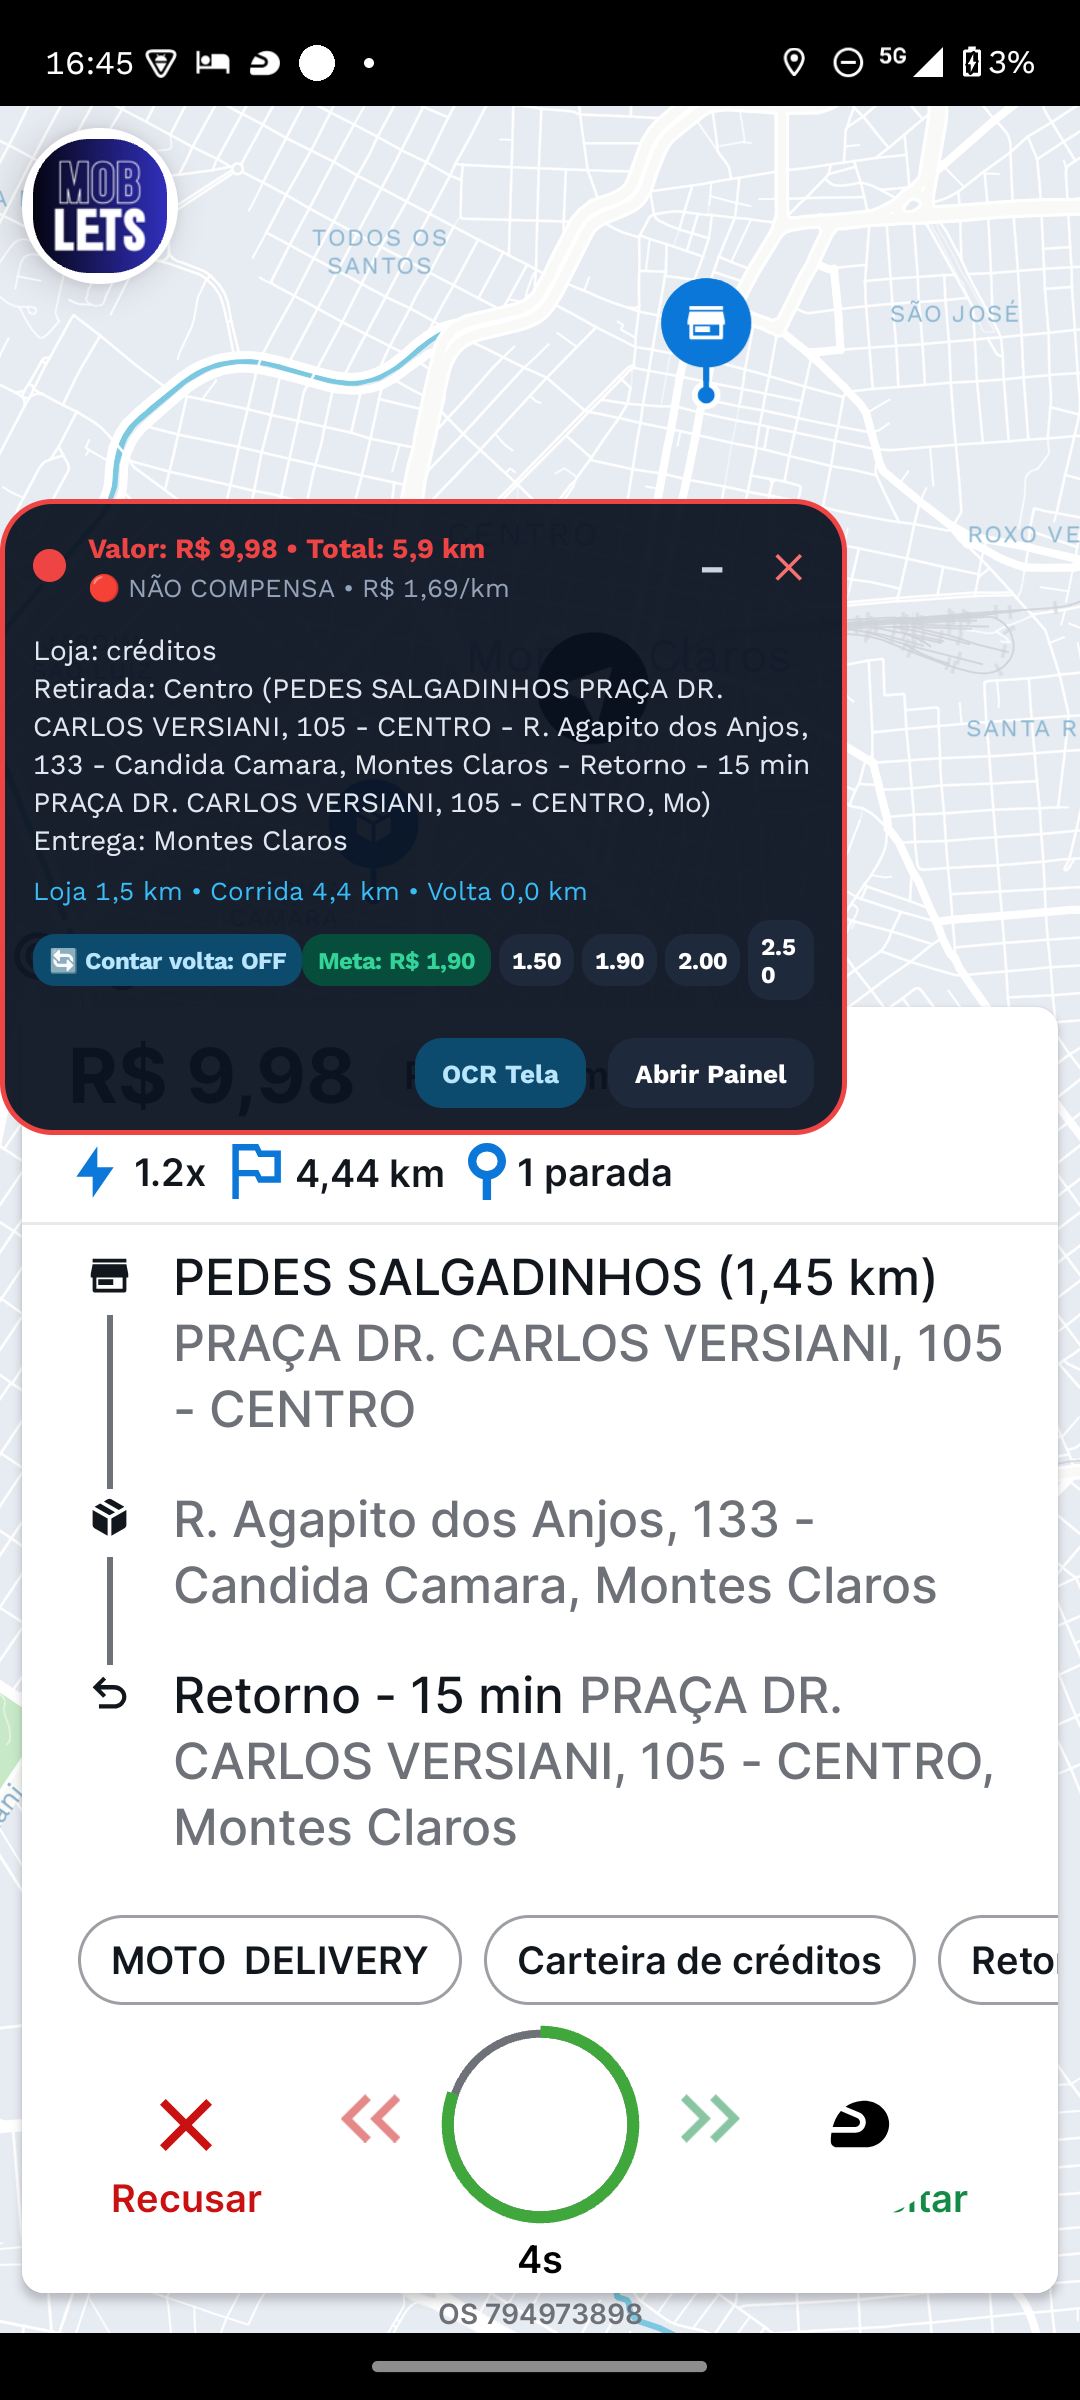 16:45
5G
3%
MOB
LETS
TODOS OS
SANTOS
SÃO JOSÉ
ROXO VE
SANTA R
CENTRO
Valor: R$ 9,98 • Total: 5,9 km
NÃO COMPENSA • R$ 1,69/km
Loja: créditos
Retirada: Centro (PEDES SALGADINHOS PRAÇA DR.
CARLOS VERSIANI, 105 - CENTRO - R. Agapito dos Anjos,
133 - Candida Camara, Montes Claros - Retorno - 15 min
PRAÇA DR. CARLOS VERSIANI, 105 - CENTRO, Mo)
Entrega: Montes Claros
Loja 1,5 km • Corrida 4,4 km • Volta 0,0 km
Contar volta: OFF
Meta: R$ 1,90
1.50
1.90
2.00
2.5
0
R$ 9,98
OCR Tela
Abrir Painel
1.2x
4,44 km
1 parada
PEDES SALGADINHOS (1,45 km)
PRAÇA DR. CARLOS VERSIANI, 105
- CENTRO
R. Agapito dos Anjos, 133 -
Candida Camara, Montes Claros
Retorno - 15 min PRAÇA DR.
CARLOS VERSIANI, 105 - CENTRO,
Montes Claros
MOTO DELIVERY
Carteira de créditos
Reto
Recusar
itar
4s
OS 794973898